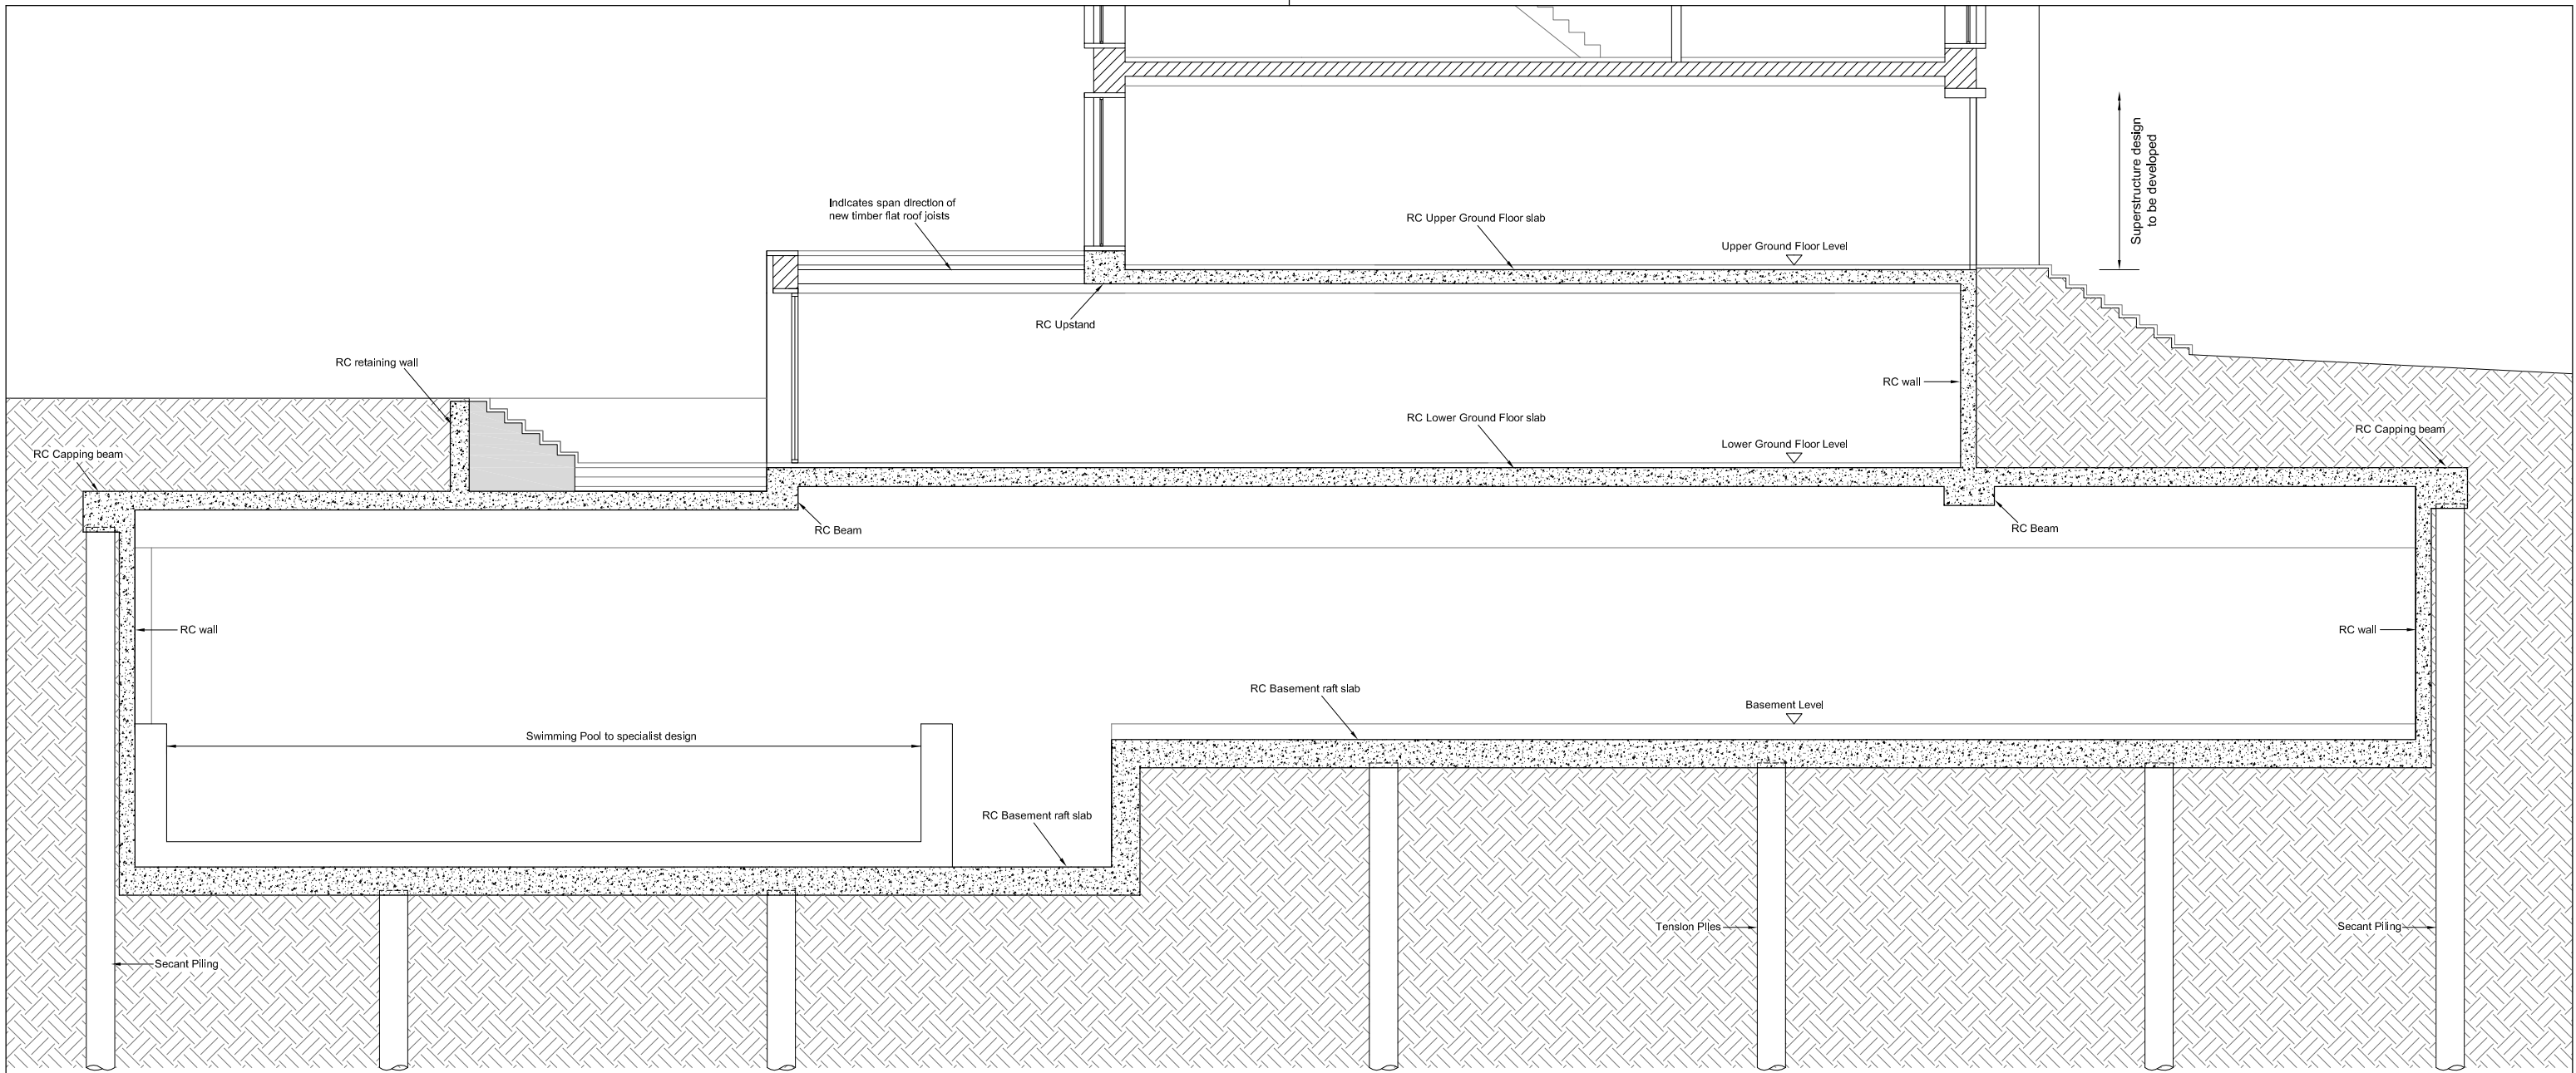 Superstructure design
to be developed
Indicates span direction of
new timber flat roof joists
RC Upper Ground Floor slab
Upper Ground Floor Level
RC Upstand
RC retaining wall
RC wall
RC Lower Ground Floor slab
Lower Ground Floor Level
RC Capping beam
RC Capping beam
RC Beam
RC Beam
RC wall
RC wall
RC Basement raft slab
Basement Level
Swimming Pool to specialist design
RC Basement raft slab
Tension Piles
Secant Piling
Secant Piling